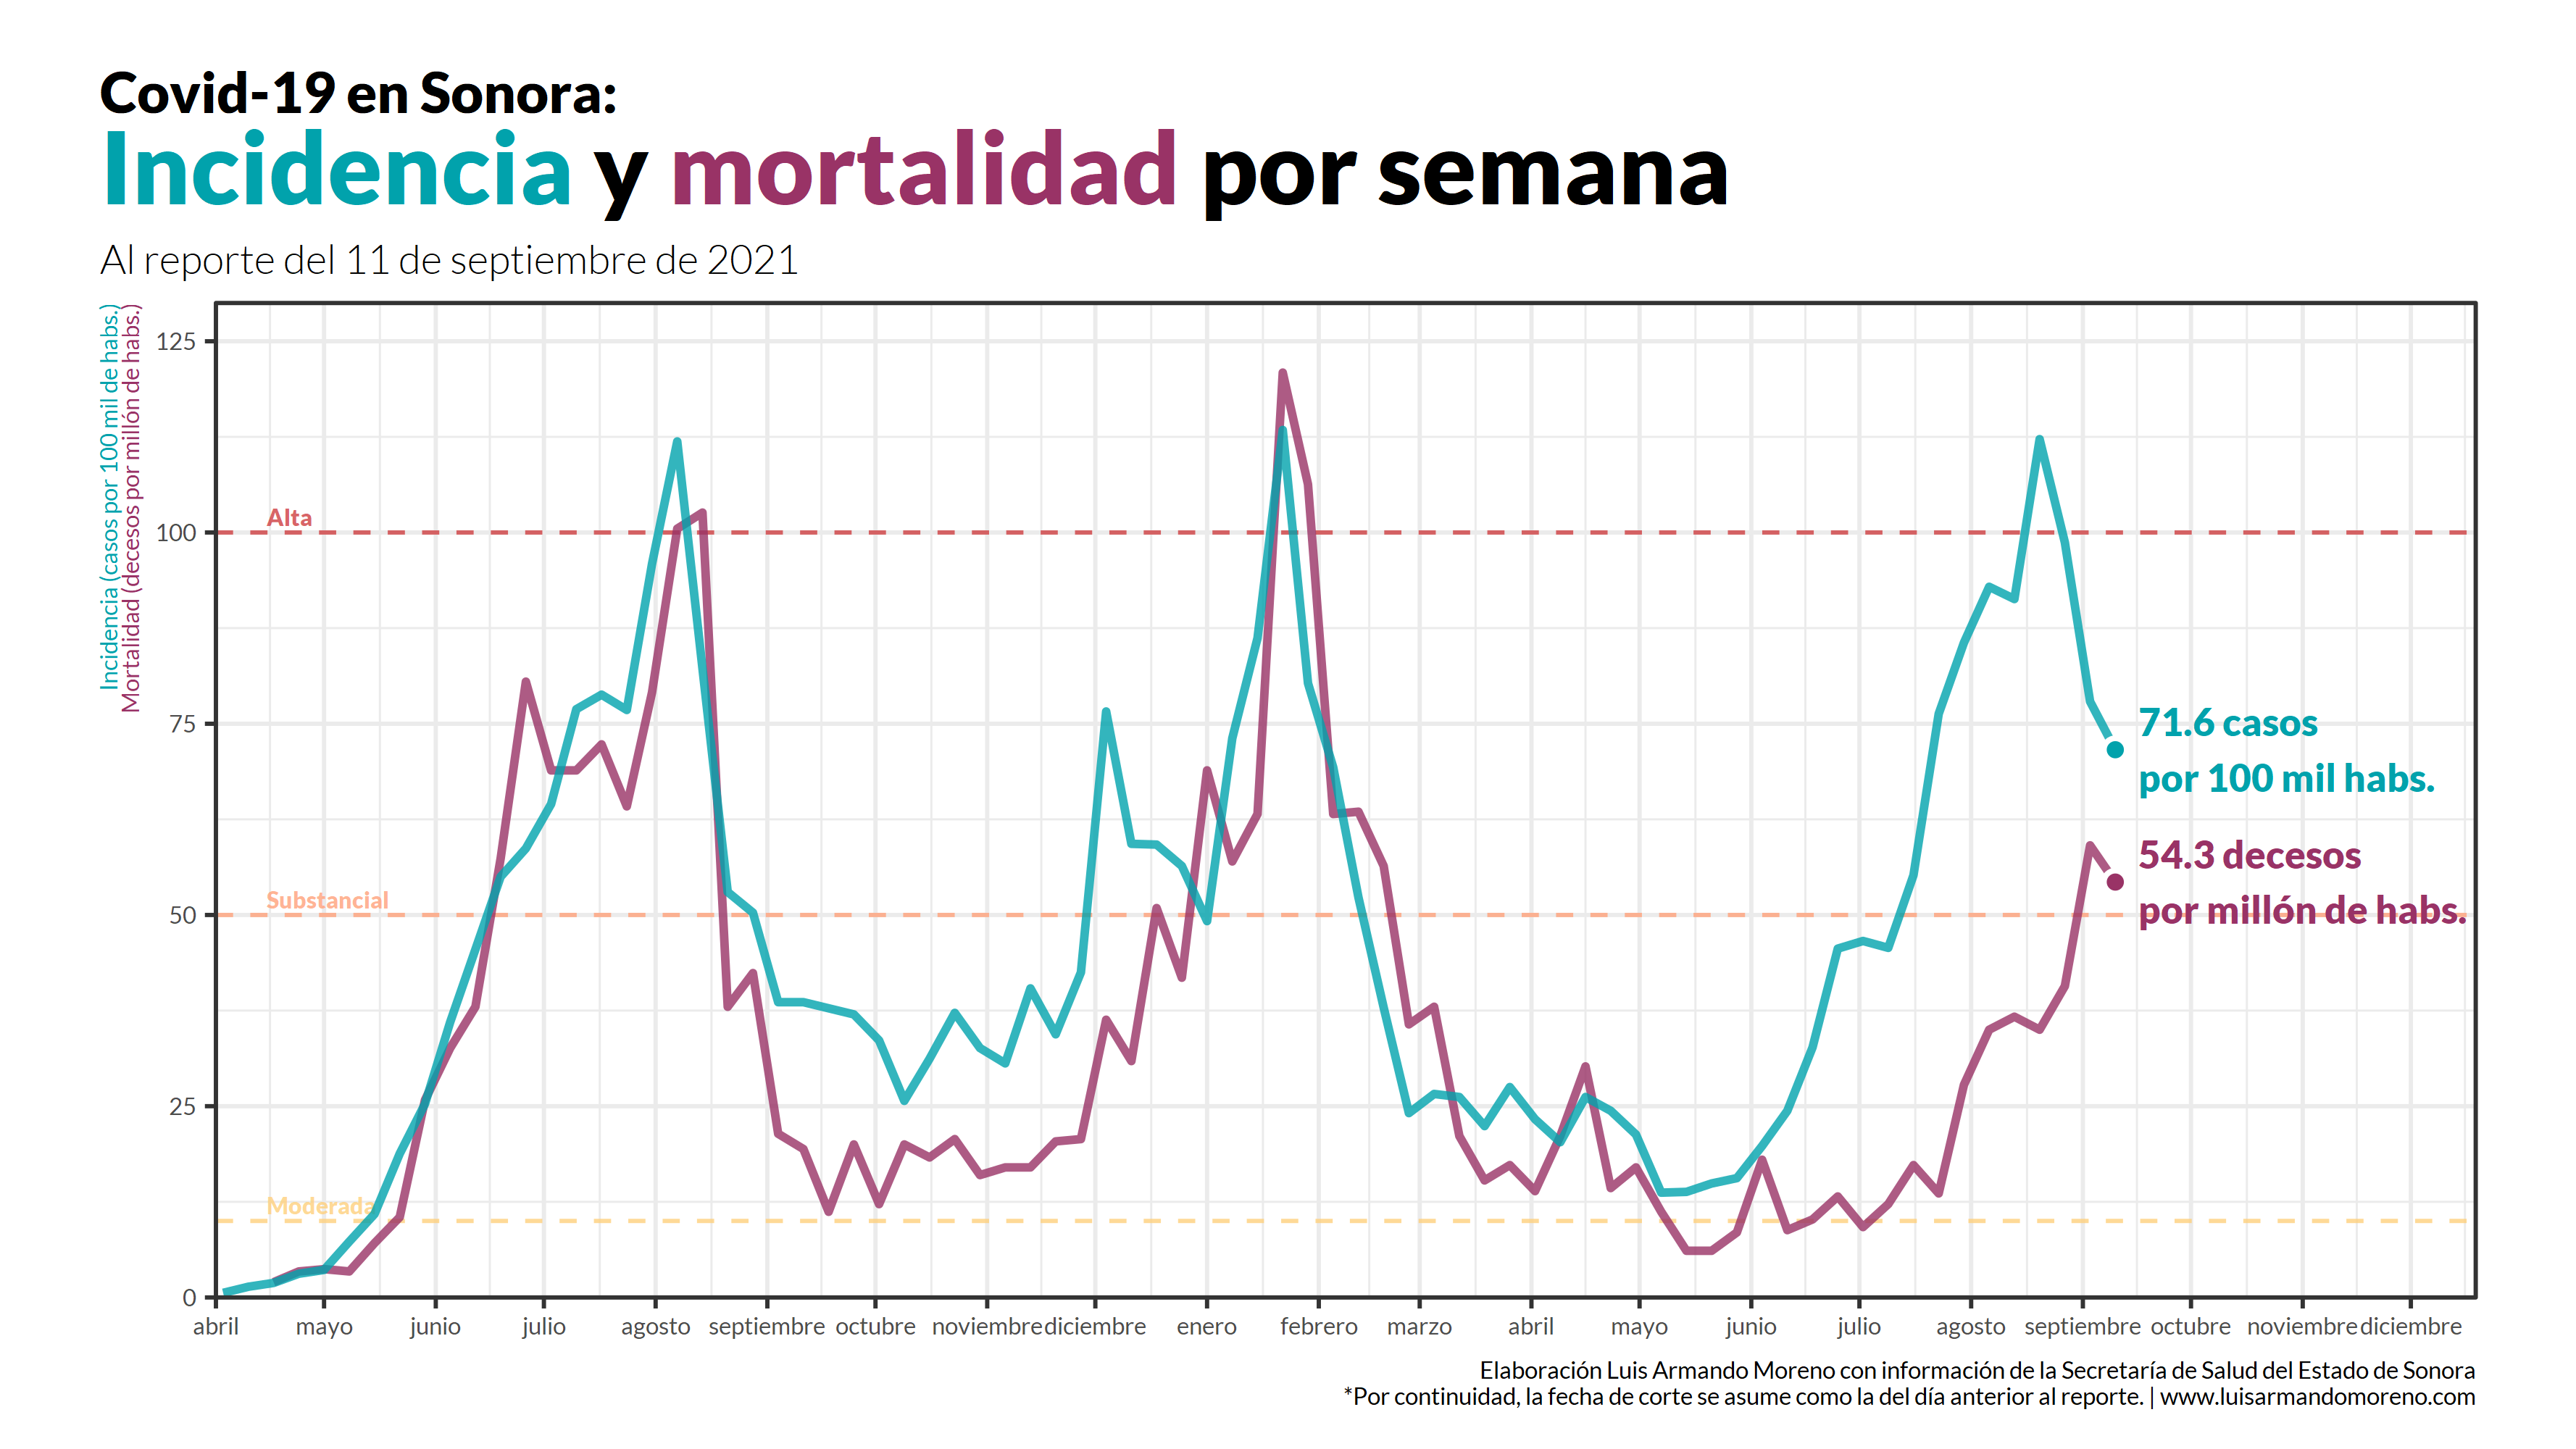 Covid-19 en Sonora:
Incidencia y mortalidad por semana
Al reporte del 11 de septiembre de 2021
Incidencia (casos por 100 mil de habs.)
Mortalidad (decesos por millón de habs.)
125
100
75
50
25
0
Alta
Substancial
Moderada
71.6 casos
por 100 mil habs.
54.3 decesos
por millón de habs.
abril mayo junio julio agosto septiembre octubre noviembre diciembre enero febrero marzo abril mayo junio julio agosto septiembre octubre noviembre diciembre
Elaboración Luis Armando Moreno con información de la Secretaría de Salud del Estado de Sonora
*Por continuidad, la fecha de corte se asume como la del día anterior al reporte. | www.luisarmandomoreno.com